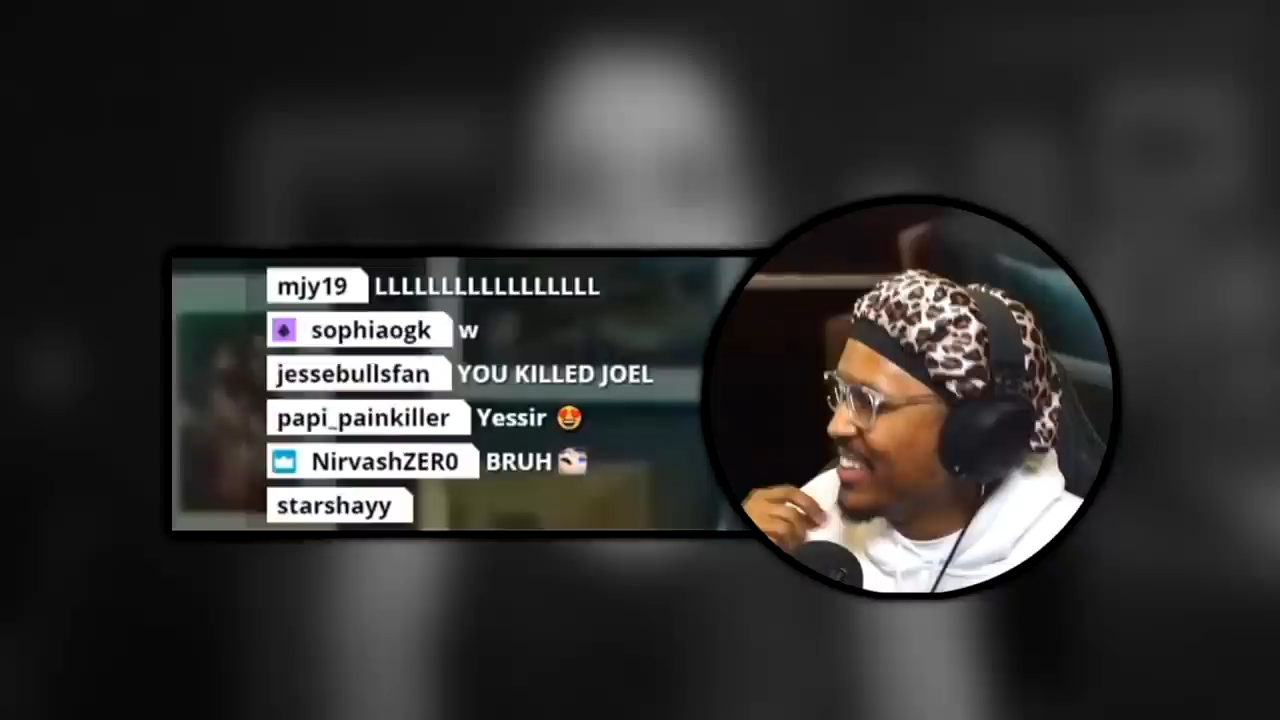 mjy19 LLLLLLLLLLLLLLLLL
sophiaogk w
jessebullsfan YOU KILLED JOEL
papi_painkiller Yessir 😍
NirvashZER0 BRUH
starshayy